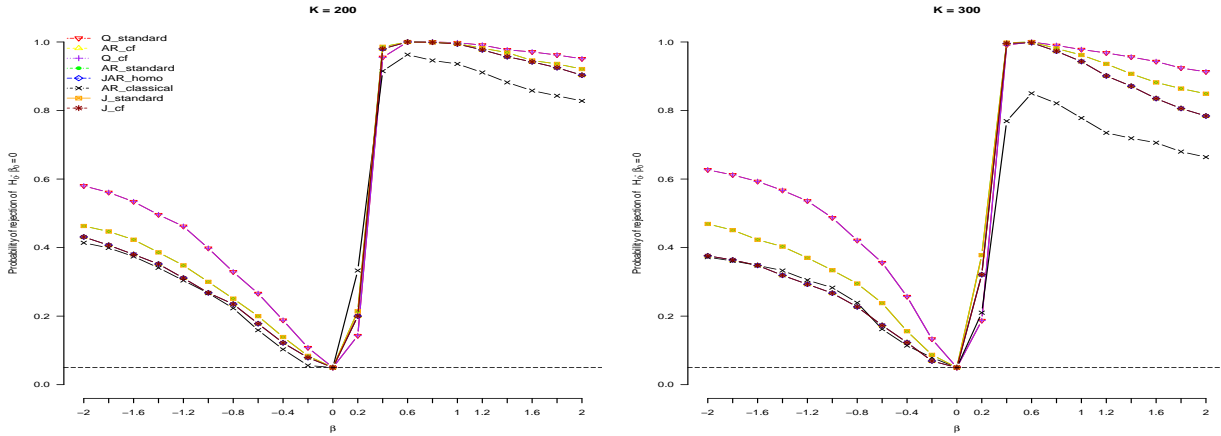 K = 200
Probability of rejection of H0: β0 = 0
1.0
0.8
0.6
0.4
0.2
0.0
Q_standard
AR_cf
Q_cf
AR_standard
JAR_homo
AR_classical
J_standard
J_cf
−2 −1.6 −1.2 −0.8 −0.4 0 0.2 0.6 1 1.2 1.6 2
β
K = 300
Probability of rejection of H0: β0 = 0
1.0
0.8
0.6
0.4
0.2
0.0
−2 −1.6 −1.2 −0.8 −0.4 0 0.2 0.6 1 1.2 1.6 2
β